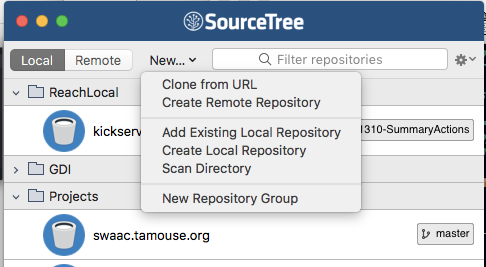 SourceTree
Local Remote New... Filter repositories
ReachLocal
Clone from URL
Create Remote Repository
kickserv
1310-SummaryActions
Add Existing Local Repository
Create Local Repository
Scan Directory
GDI
New Repository Group
Projects
swaac.tamouse.org master